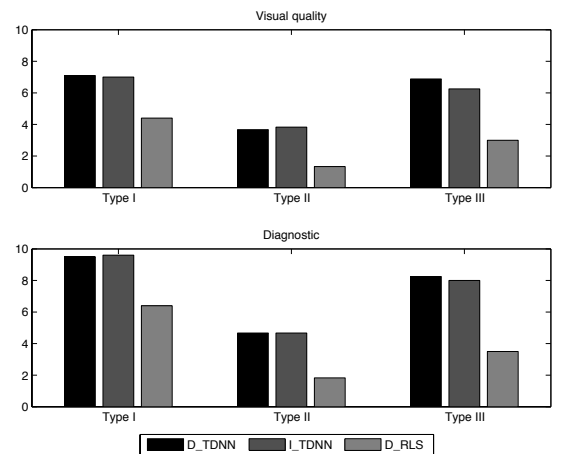 Visual quality
10
8
6
4
2
0
Type I Type II Type III
Diagnostic
10
8
6
4
2
0
Type I Type II Type III
D_TDNN I_TDNN D_RLS